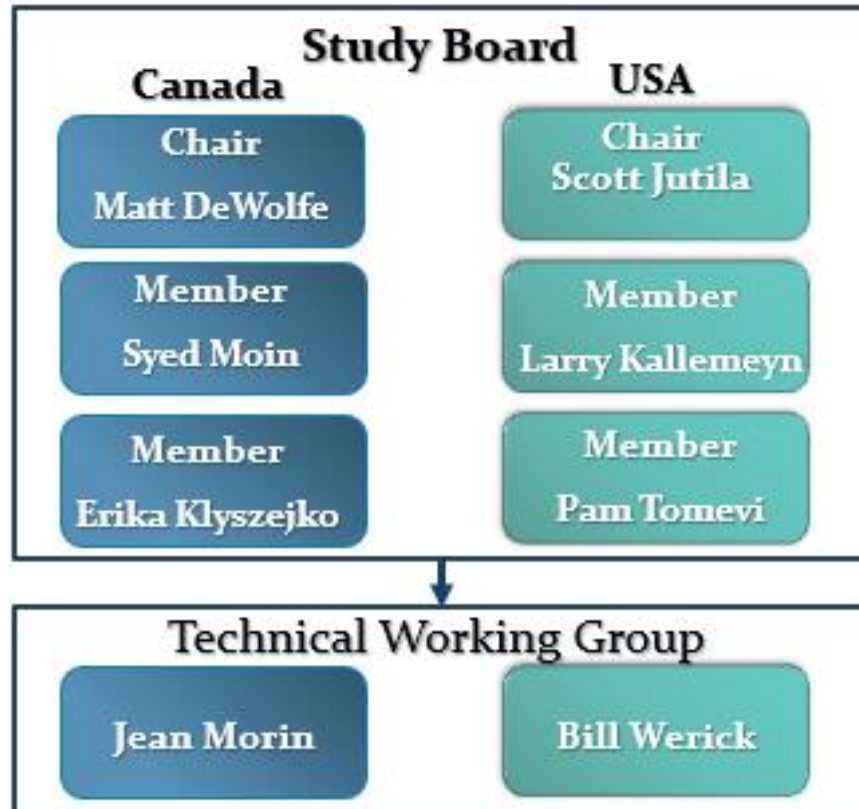 Study Board
Canada
USA
Chair
Matt DeWolfe
Chair
Scott Jutila
Member
Syed Moin
Member
Larry Kallemeyn
Member
Erika Klyszejko
Member
Pam Tomevi
Technical Working Group
Jean Morin
Bill Werick